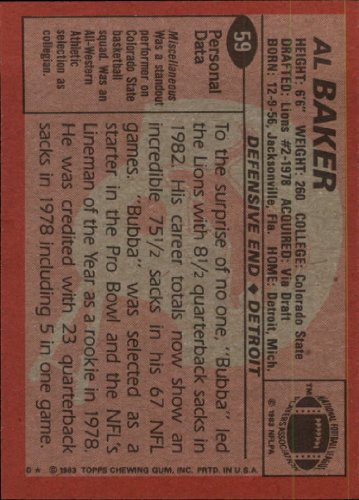 AL BAKER
HEIGHT: 6'6" WEIGHT: 260 COLLEGE: Colorado State
DRAFTED: Lions #2-1978 ACQUIRED: Via Draft
BORN: 12-9-56, Jacksonville, Fla. HOME: Detroit, Mich.
59
DEFENSIVE END ◆ DETROIT
Personal
Data
Miscellaneous
Was a standout
performer on
Colorado State
basketball
squad. Was an
All-Western
Athletic
selection as
collegian.
To the surprise of no one, "Bubba" led
the Lions with 8½ quarterback sacks in
1982. His career totals now show an
incredible 75½ sacks in his 67 NFL
games. "Bubba" was selected as a
starter in the Pro Bowl and the NFL's
Lineman of the Year as a rookie in 1978.
He was credited with 23 quarterback
sacks in 1978 including 5 in one game.
NATIONAL FOOTBALL LEAGUE
PLAYERS ASSOCIATION
TM
© 1983 NFLPA
D* © 1983 TOPPS CHEWING GUM, INC. PRTD. IN U.S.A.